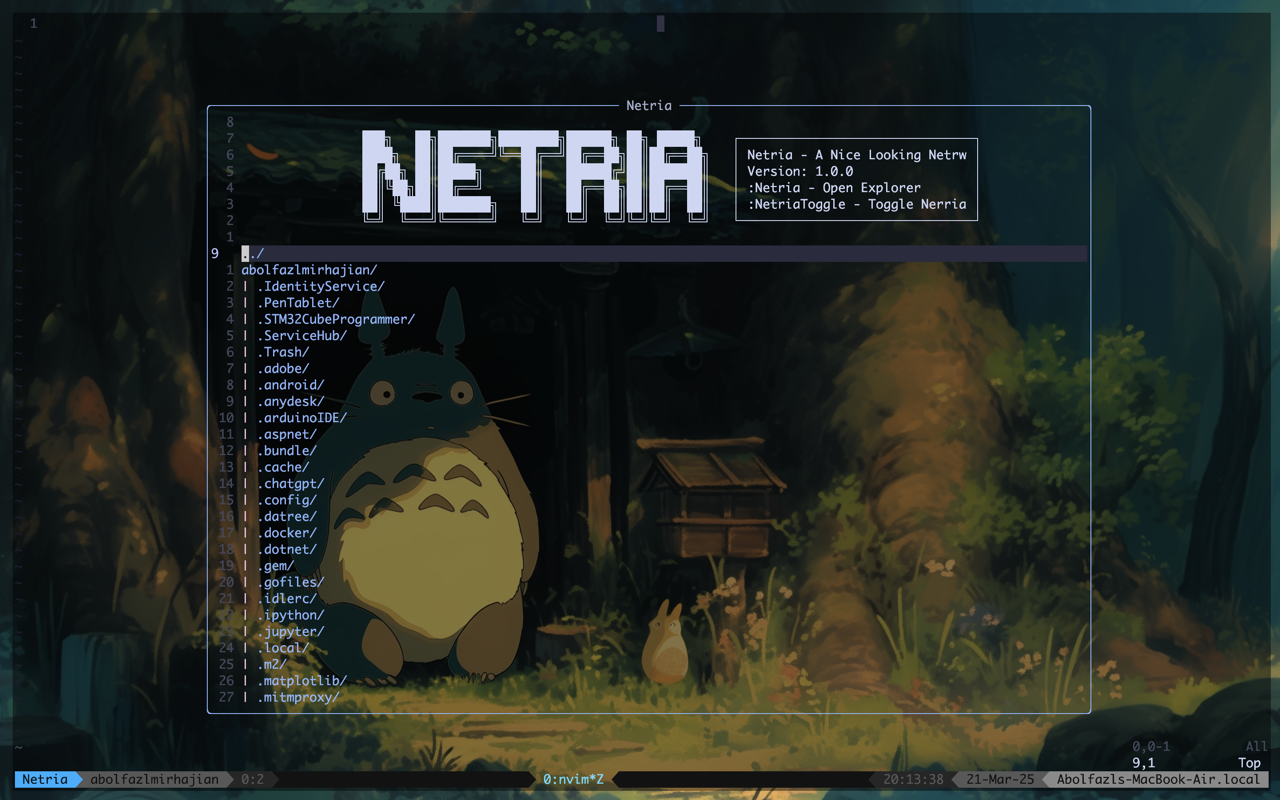 1
Netria
8
7
6
5
4
3
2
1
NETRIA
Netria - A Nice Looking Netrw
Version: 1.0.0
:Netria - Open Explorer
:NetriaToggle - Toggle Nerria
9 ../
1 abolfazlmirhajian/
2 | .IdentityService/
3 | .PenTablet/
4 | .STM32CubeProgrammer/
5 | .ServiceHub/
6 | .Trash/
7 | .adobe/
8 | .android/
9 | .anydesk/
10 | .arduinoIDE/
11 | .aspnet/
12 | .bundle/
13 | .cache/
14 | .chatgpt/
15 | .config/
16 | .datree/
17 | .docker/
18 | .dotnet/
19 | .gem/
20 | .gofiles/
21 | .idlerc/
22 | .ipython/
23 | .jupyter/
24 | .local/
25 | .m2/
26 | .matplotlib/
27 | .mitmproxy/
~
0,0-1 All
9,1 Top
Netria abolfazlmirhajian 0:2 0:nvim*Z 20:13:38 21-Mar-25 Abolfazls-MacBook-Air.local